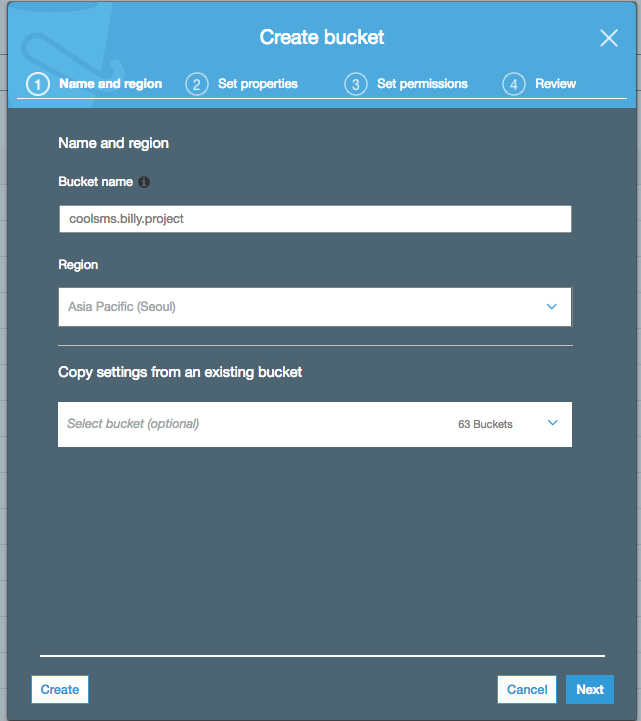 Create bucket
1 Name and region 2 Set properties 3 Set permissions 4 Review
Name and region
Bucket name i
coolsms.billy.project
Region
Asia Pacific (Seoul)
Copy settings from an existing bucket
Select bucket (optional) 63 Buckets
Create Cancel Next